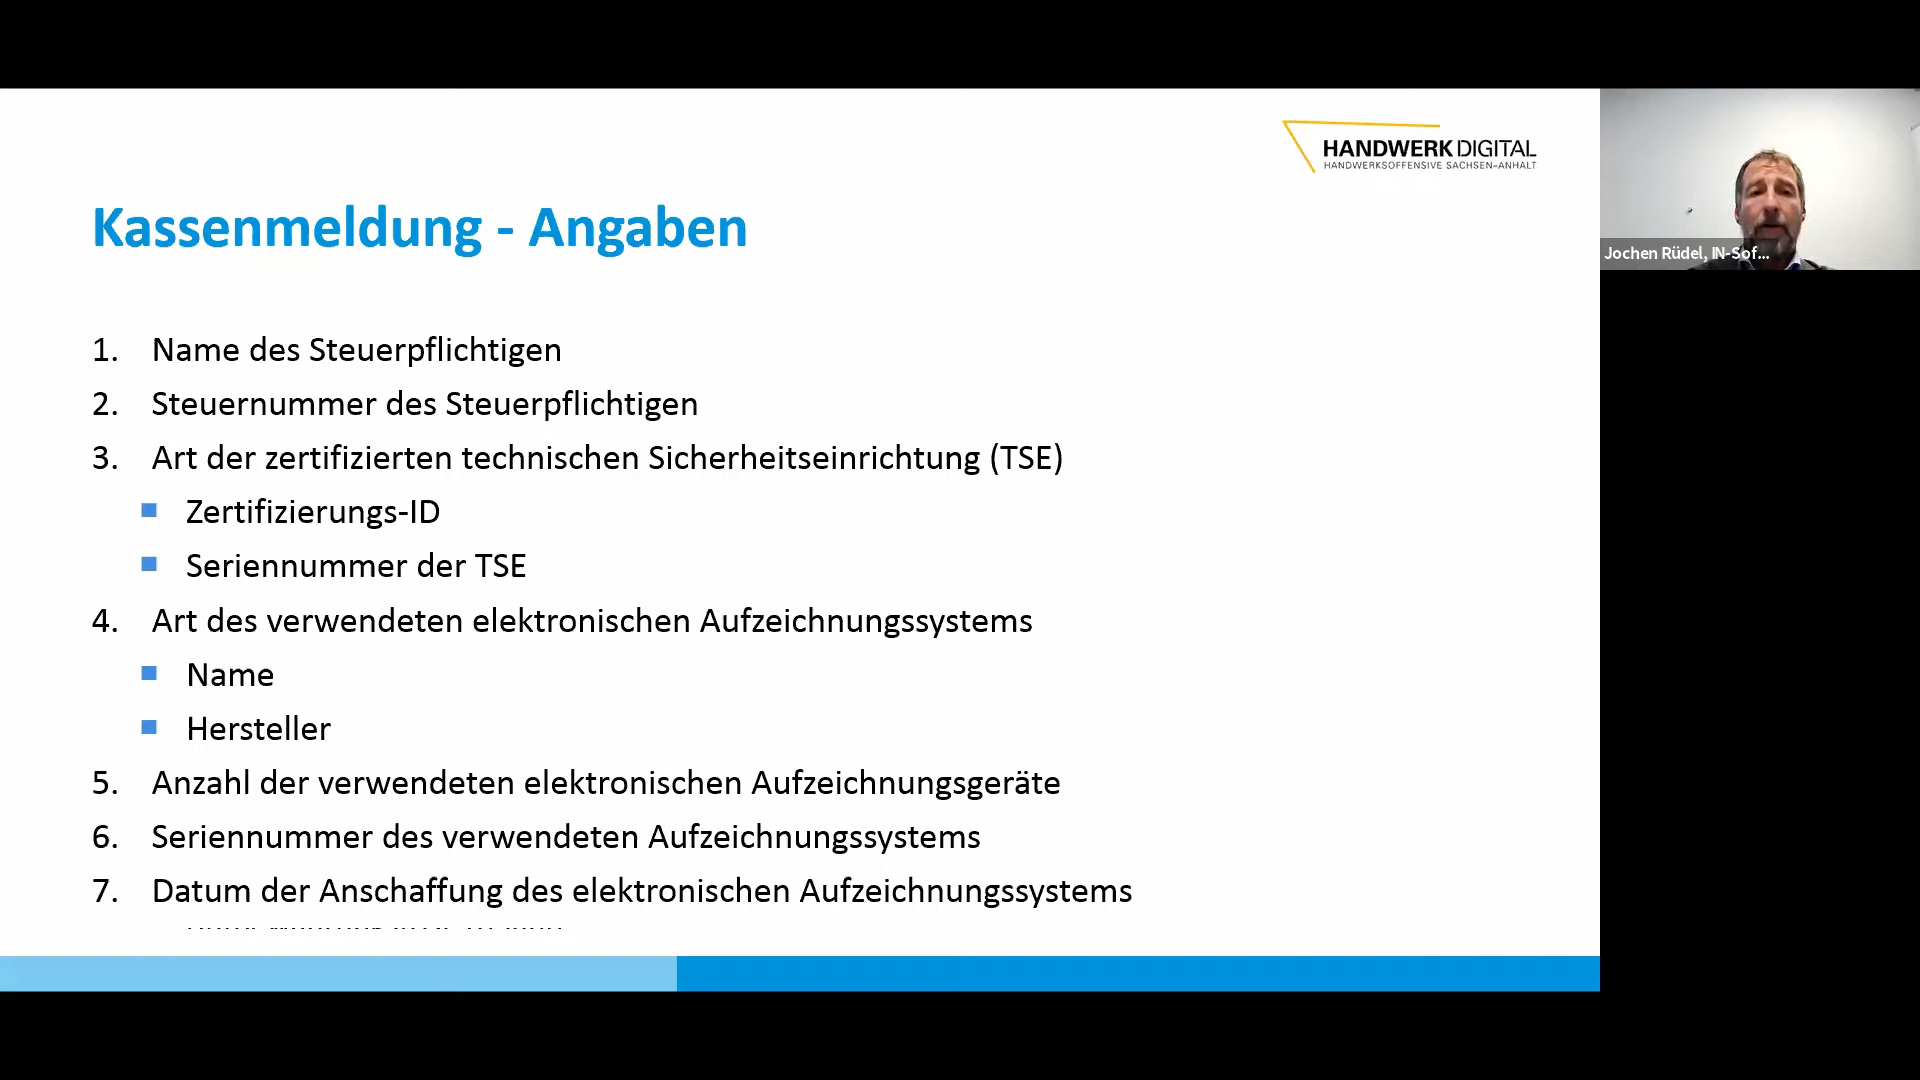 HANDWERK DIGITAL
HANDWERKSOFFENSIVE SACHSEN-ANHALT
Jochen Rüdel, IN-Sof...
Kassenmeldung - Angaben
1. Name des Steuerpflichtigen
2. Steuernummer des Steuerpflichtigen
3. Art der zertifizierten technischen Sicherheitseinrichtung (TSE)
Zertifizierungs-ID
Seriennummer der TSE
4. Art des verwendeten elektronischen Aufzeichnungssystems
Name
Hersteller
5. Anzahl der verwendeten elektronischen Aufzeichnungsgeräte
6. Seriennummer des verwendeten Aufzeichnungssystems
7. Datum der Anschaffung des elektronischen Aufzeichnungssystems